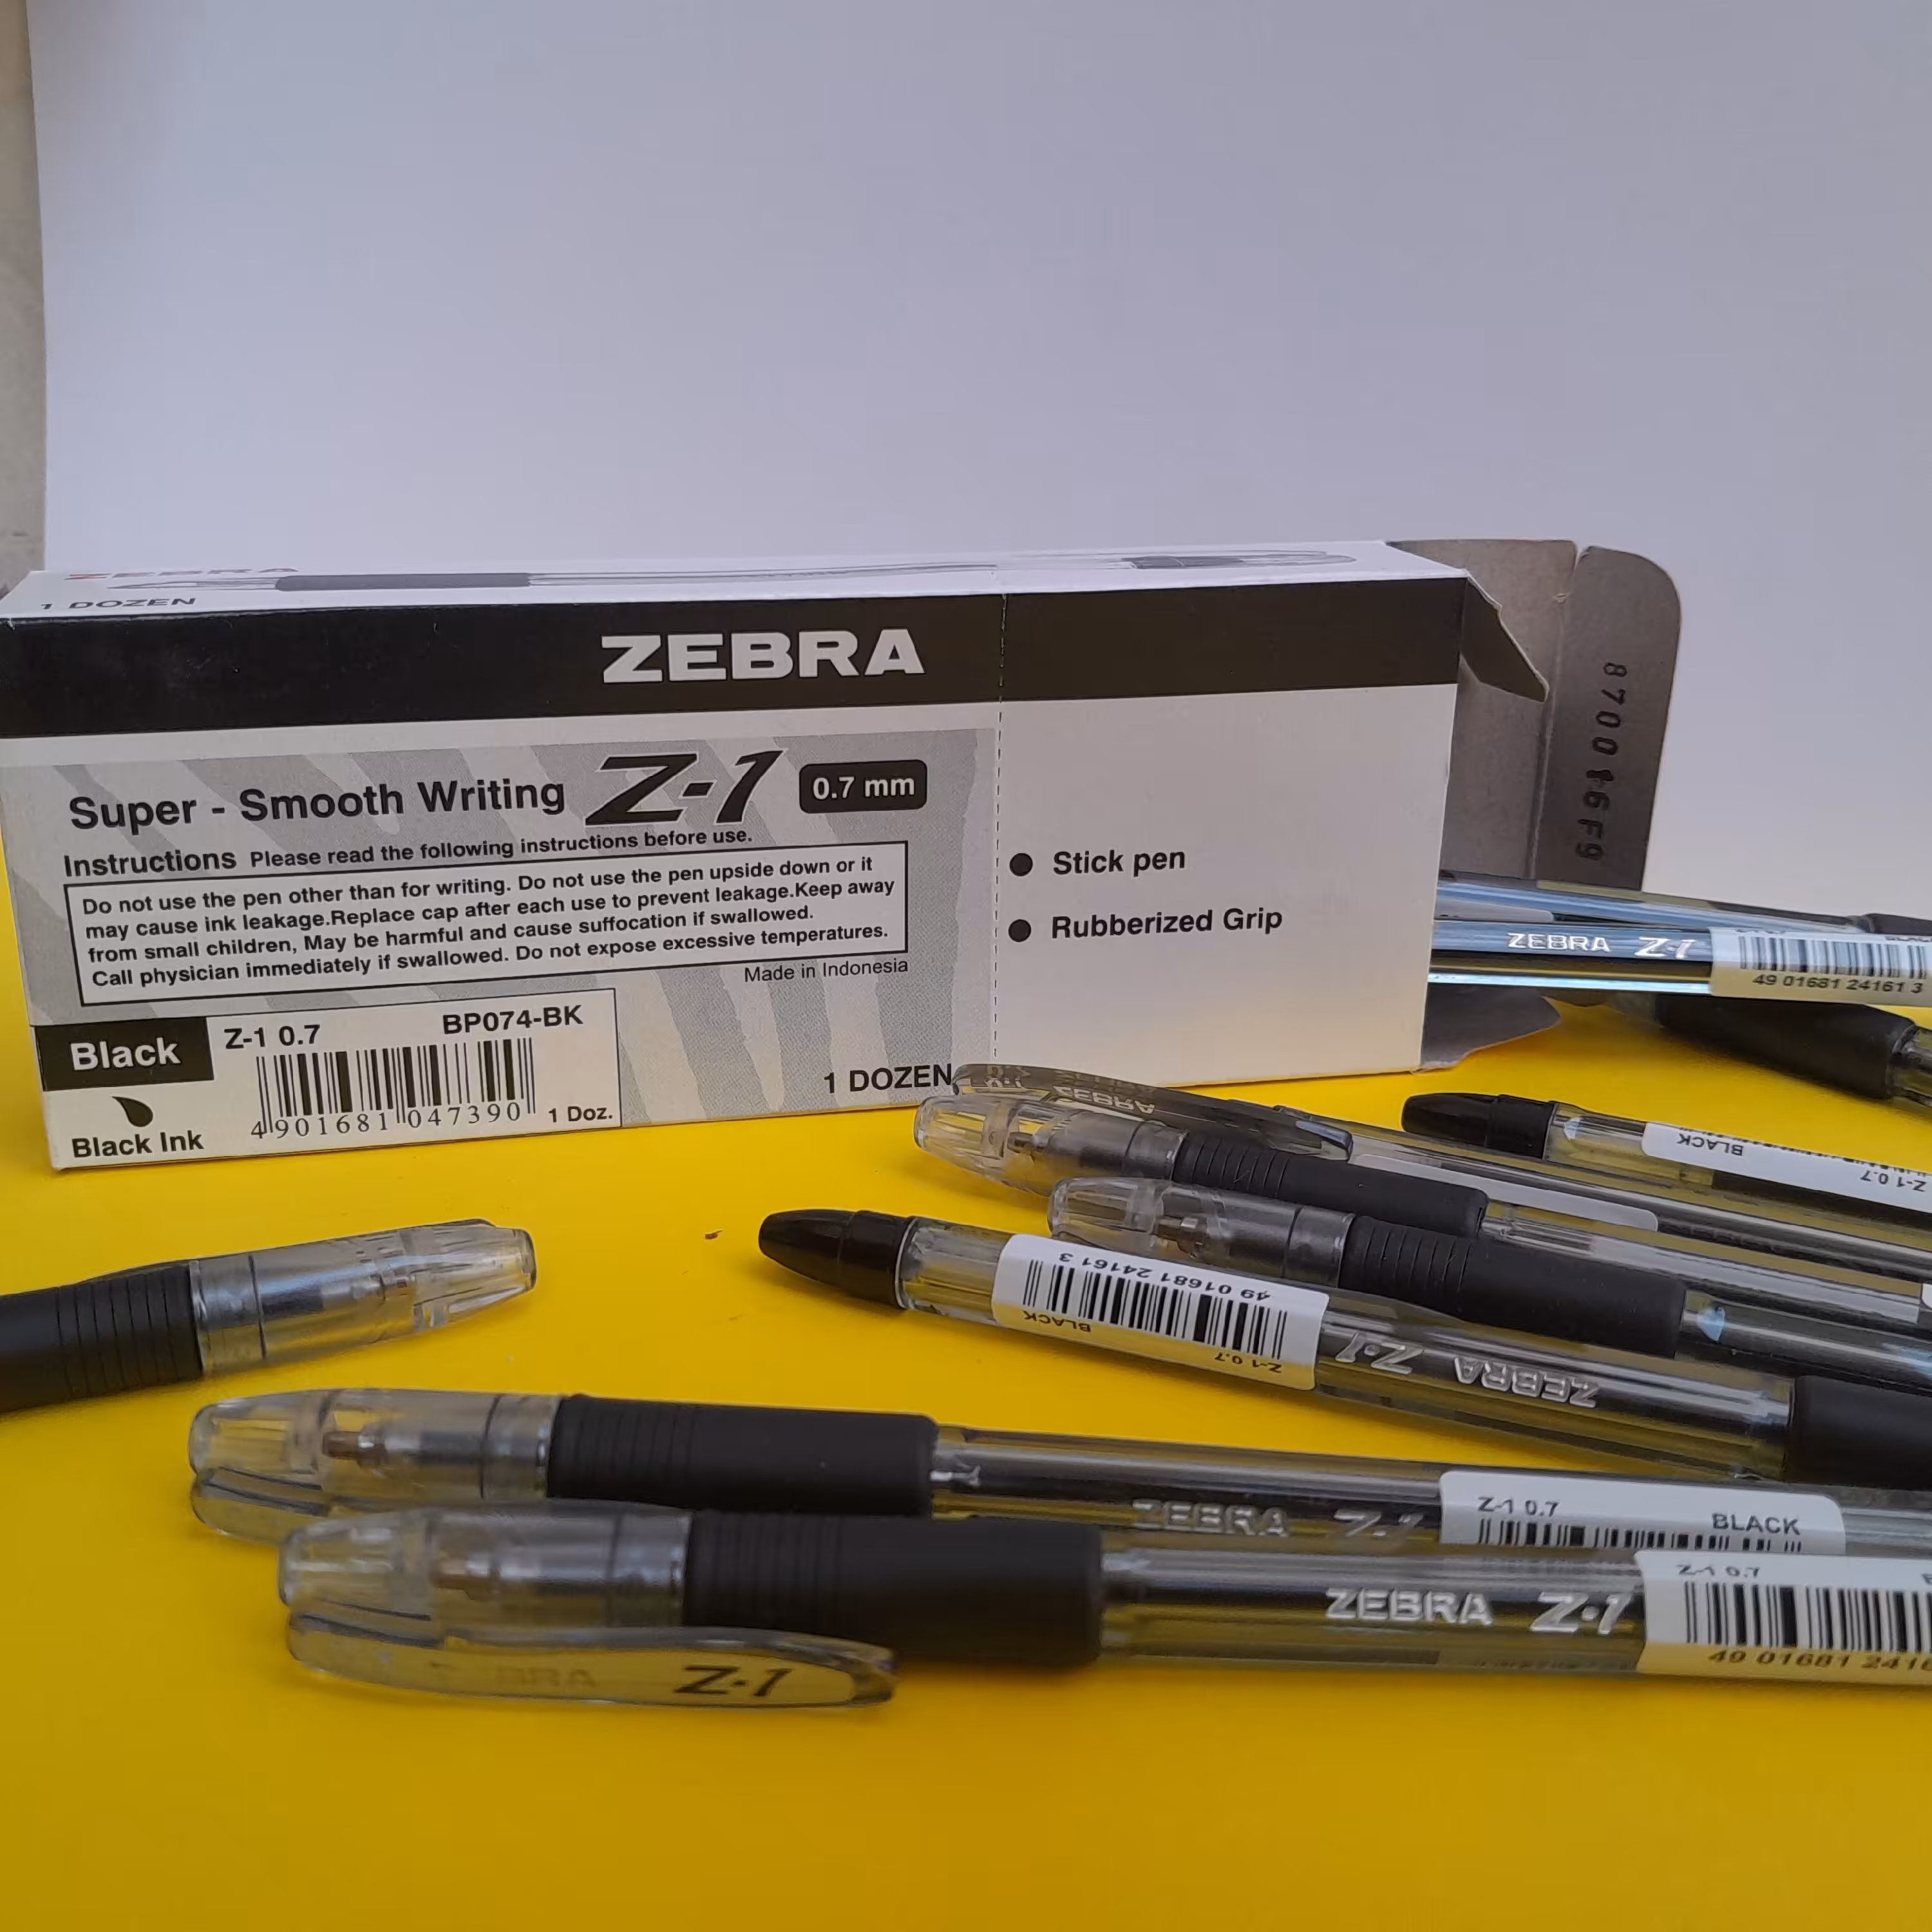 ZEBRA
1 DOZEN
ZEBRA
Super - Smooth Writing Z-1 0.7 mm
Instructions Please read the following instructions before use.
Do not use the pen other than for writing. Do not use the pen upside down or it
may cause ink leakage.Replace cap after each use to prevent leakage.Keep away
from small children, May be harmful and cause suffocation if swallowed.
Call physician immediately if swallowed. Do not expose excessive temperatures.
Made in Indonesia
Black
Z-1 0.7 BP074-BK
4901681047390 1 Doz.
Black Ink
1 DOZEN
Stick pen
Rubberized Grip
870016F9
ZEBRA Z-1
49 01681 24161 3
ZEBRA
BLACK
Z-1 0.7
49 01681 24161 3
BLACK
Z-1 0.7
ZEBRA Z-1
ZEBRA Z-1
Z-1 0.7 BLACK
ZEBRA Z-1
Z-1 0.7
49 01681 2416
Z-1